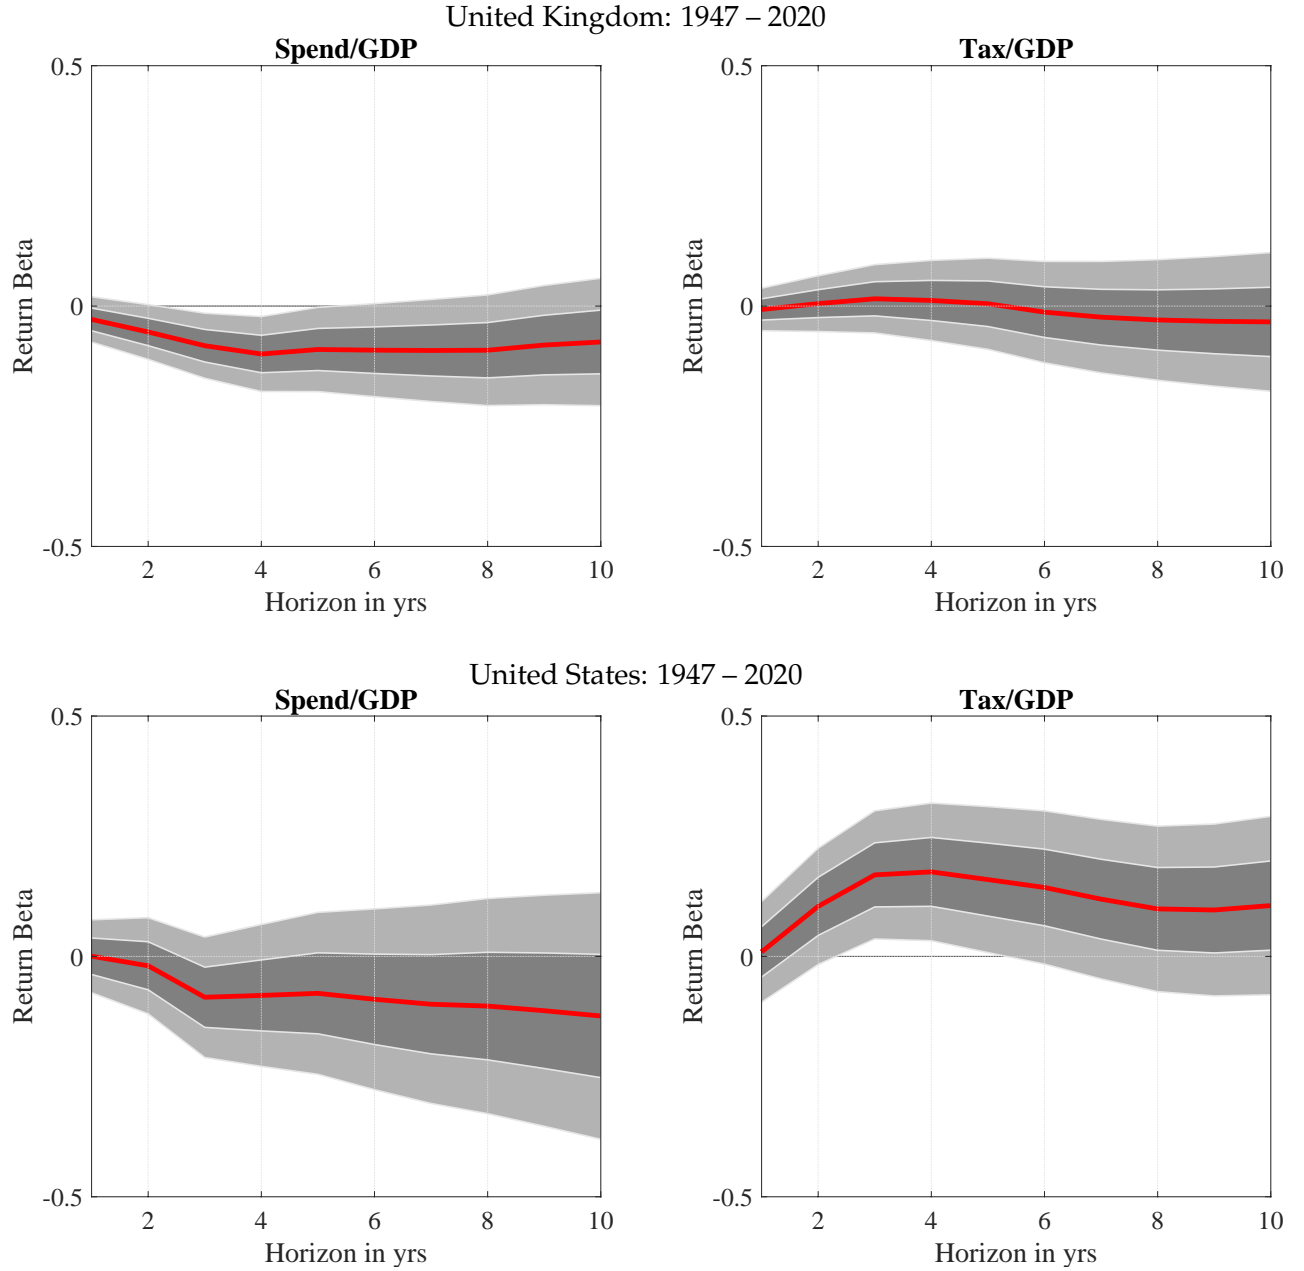 United Kingdom: 1947 – 2020
Spend/GDP
0.5
0
-0.5
Return Beta
2 4 6 8 10
Horizon in yrs
Tax/GDP
0.5
0
-0.5
Return Beta
2 4 6 8 10
Horizon in yrs
United States: 1947 – 2020
Spend/GDP
0.5
0
-0.5
Return Beta
2 4 6 8 10
Horizon in yrs
Tax/GDP
0.5
0
-0.5
Return Beta
2 4 6 8 10
Horizon in yrs